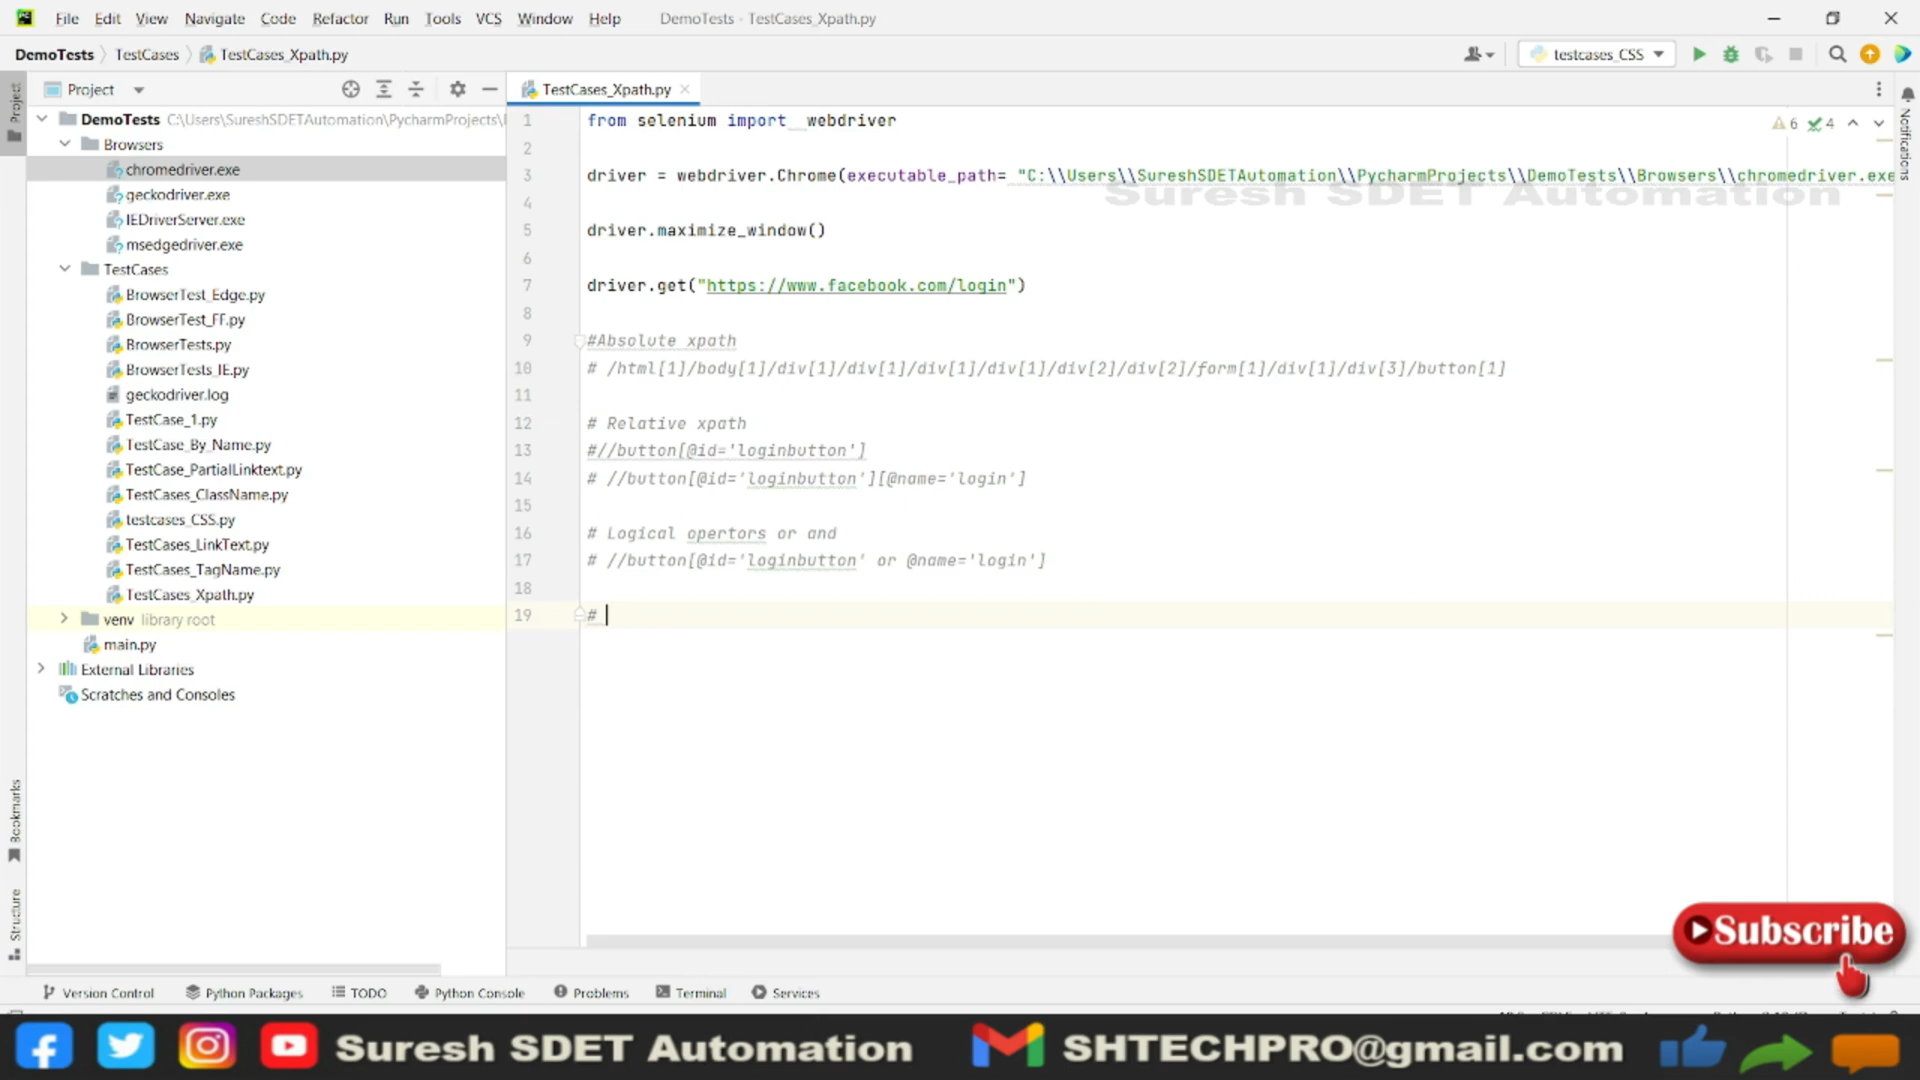 File Edit View Navigate Code Refactor Run Tools VCS Window Help DemoTests - TestCases_Xpath.py
DemoTests TestCases TestCases_Xpath.py testcases_CSS
Project
TestCases_Xpath.py
DemoTests C:\Users\SureshSDETAutomation\PycharmProjects\
Browsers
chromedriver.exe
geckodriver.exe
IEDriverServer.exe
msedgedriver.exe
TestCases
BrowserTest_Edge.py
BrowserTest_FF.py
BrowserTests.py
BrowserTests_IE.py
geckodriver.log
TestCase_1.py
TestCase_By_Name.py
TestCase_PartialLinktext.py
TestCases_ClassName.py
testcases_CSS.py
TestCases_LinkText.py
TestCases_TagName.py
TestCases_Xpath.py
venv library root
main.py
External Libraries
Scratches and Consoles
Project
Bookmarks
Structure
Notifications
6 4
1 from selenium import webdriver
2
3 driver = webdriver.Chrome(executable_path= "C:\\Users\\SureshSDETAutomation\\PycharmProjects\\DemoTests\\Browsers\\chromedriver.exe
Suresh SDET Automation
4
5 driver.maximize_window()
6
7 driver.get("https://www.facebook.com/login")
8
9 #Absolute xpath
10 # /html[1]/body[1]/div[1]/div[1]/div[1]/div[1]/div[2]/div[2]/form[1]/div[1]/div[3]/button[1]
11
12 # Relative xpath
13 #//button[@id='loginbutton']
14 # //button[@id='loginbutton'][@name='login']
15
16 # Logical opertors or and
17 # //button[@id='loginbutton' or @name='login']
18
19 #
Subscribe
Version Control Python Packages TODO Python Console Problems Terminal Services
Suresh SDET Automation SHTECHPRO@gmail.com